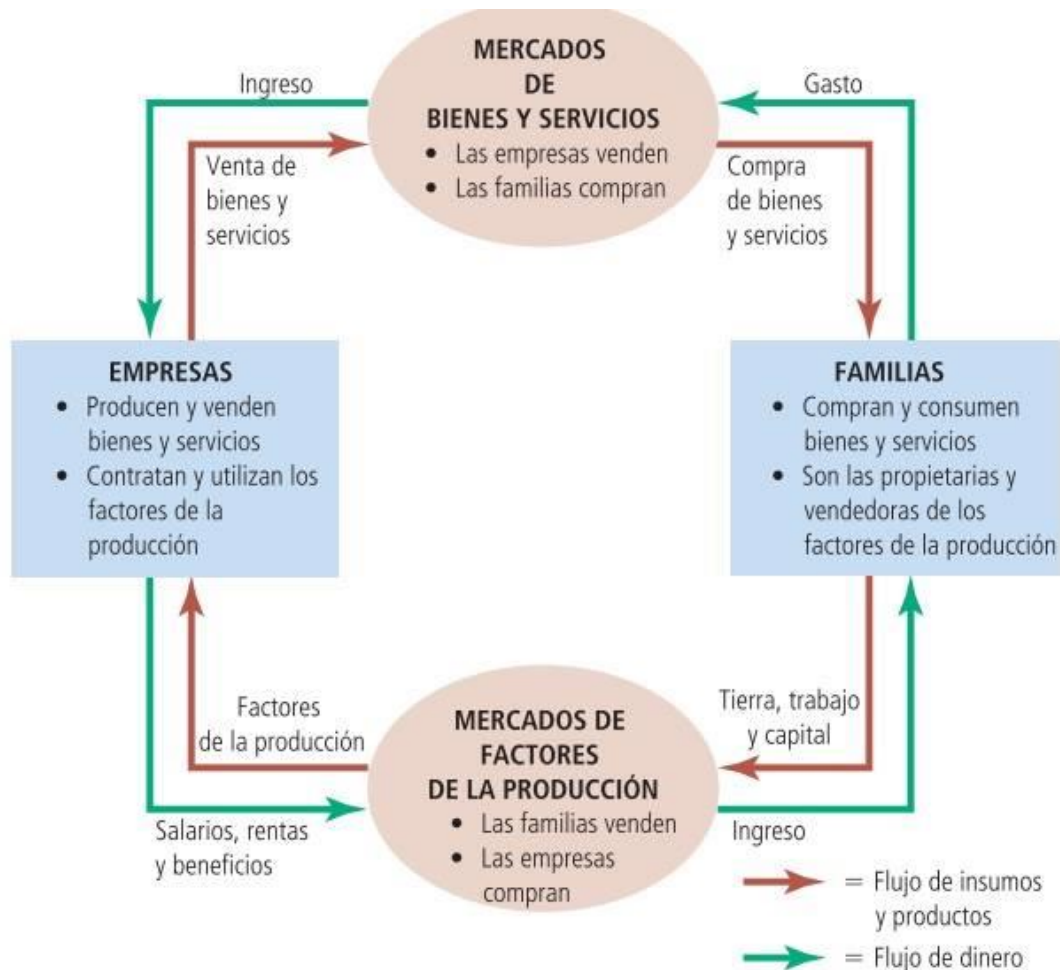 MERCADOS
DE
BIENES Y SERVICIOS
• Las empresas venden
• Las familias compran
Ingreso
Gasto
Venta de
bienes y
servicios
Compra
de bienes
y servicios
EMPRESAS
• Producen y venden
bienes y servicios
• Contratan y utilizan los
factores de la
producción
FAMILIAS
• Compran y consumen
bienes y servicios
• Son las propietarias y
vendedoras de los
factores de la producción
Factores
de la producción
Tierra, trabajo
y capital
MERCADOS DE
FACTORES
DE LA PRODUCCIÓN
• Las familias venden
• Las empresas
compran
Salarios, rentas
y beneficios
Ingreso
= Flujo de insumos
y productos
= Flujo de dinero